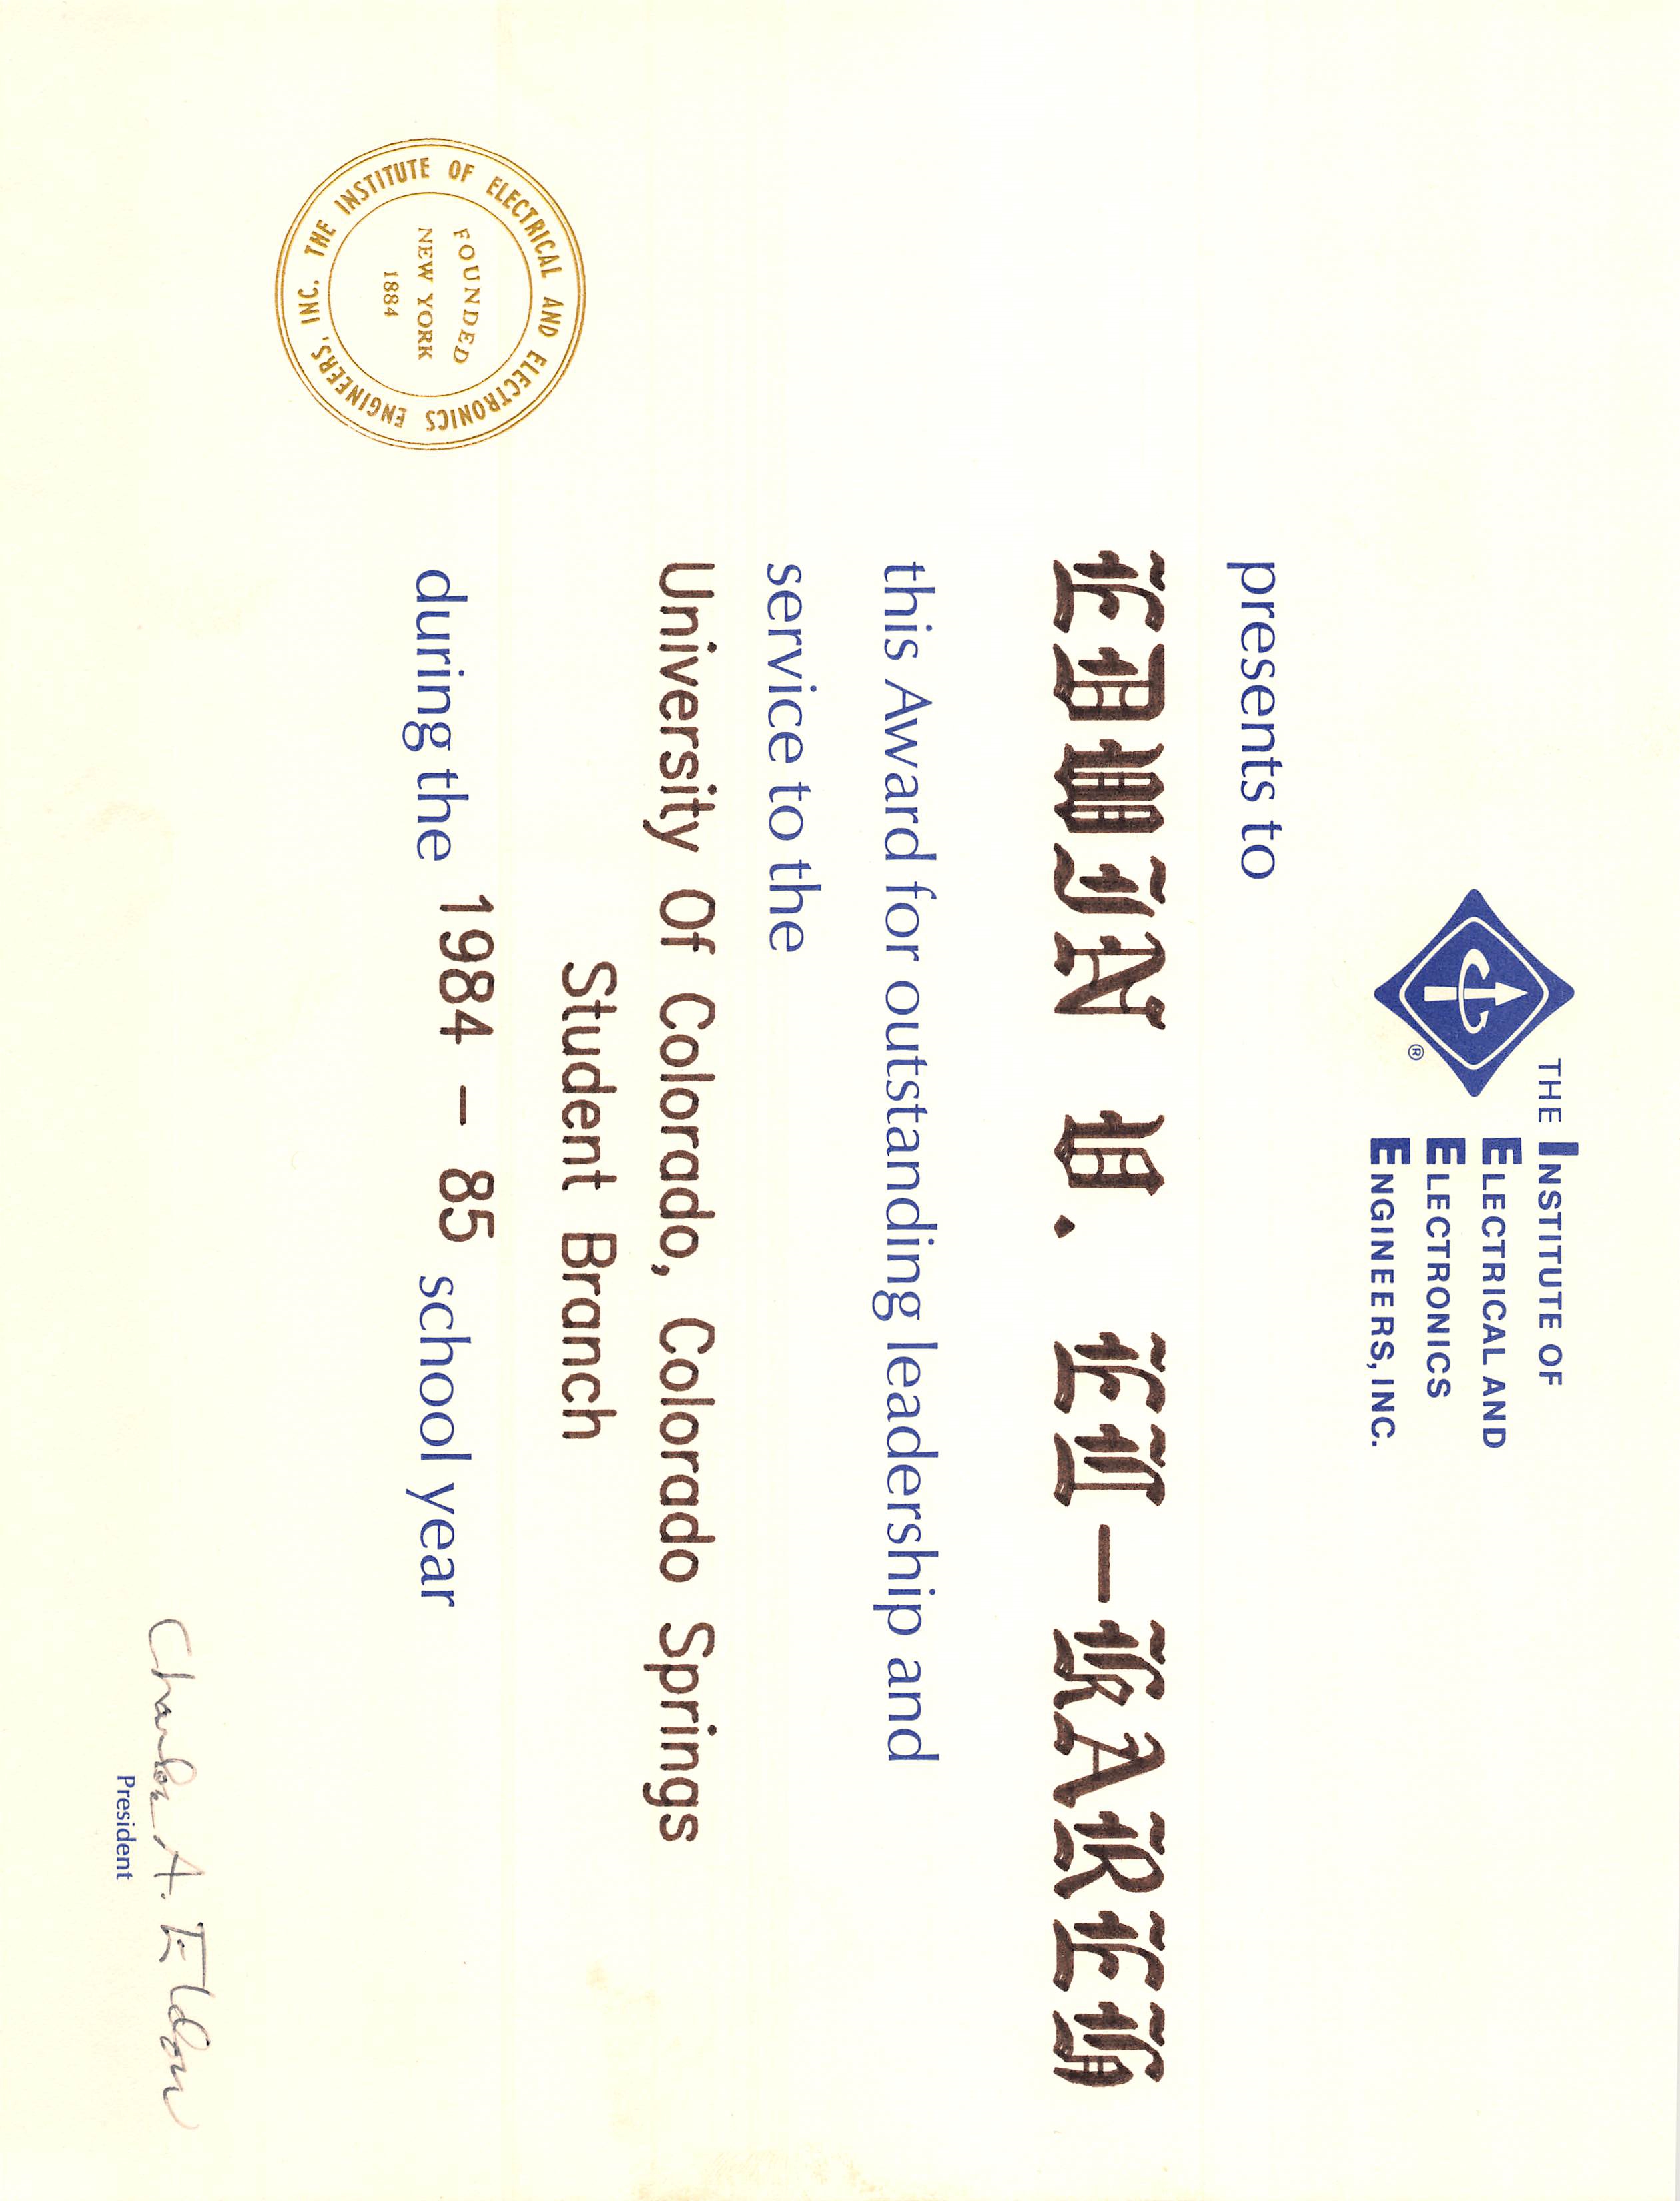 THE INSTITUTE OF
ELECTRICAL AND
ELECTRONICS
ENGINEERS, INC.
®
presents to
EDWIN V. EL-KAREH
this Award for outstanding leadership and
service to the
University Of Colorado, Colorado Springs
Student Branch
during the 1984 - 85 school year
THE INSTITUTE OF ELECTRICAL AND ELECTRONICS ENGINEERS, INC.
FOUNDED
NEW YORK
1884
Charles A. Eldon
President